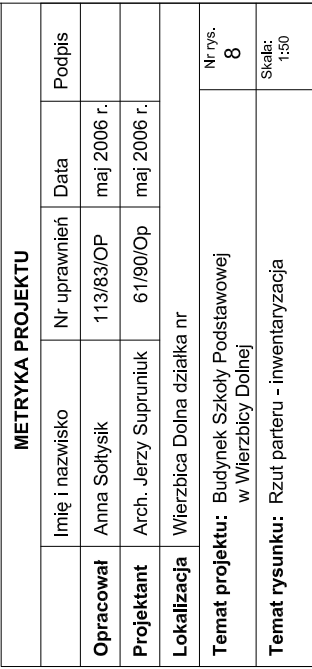 METRYKA PROJEKTU
Imię i nazwisko Nr uprawnień Data Podpis
Opracował Anna Sołtysik 113/83/OP maj 2006 r.
Projektant Arch. Jerzy Supruniuk 61/90/Op maj 2006 r.
Lokalizacja Wierzbica Dolna działka nr
Temat projektu: Budynek Szkoły Podstawowej
w Wierzbicy Dolnej
Nr rys.
8
Temat rysunku: Rzut parteru - inwentaryzacja
Skala:
1:50